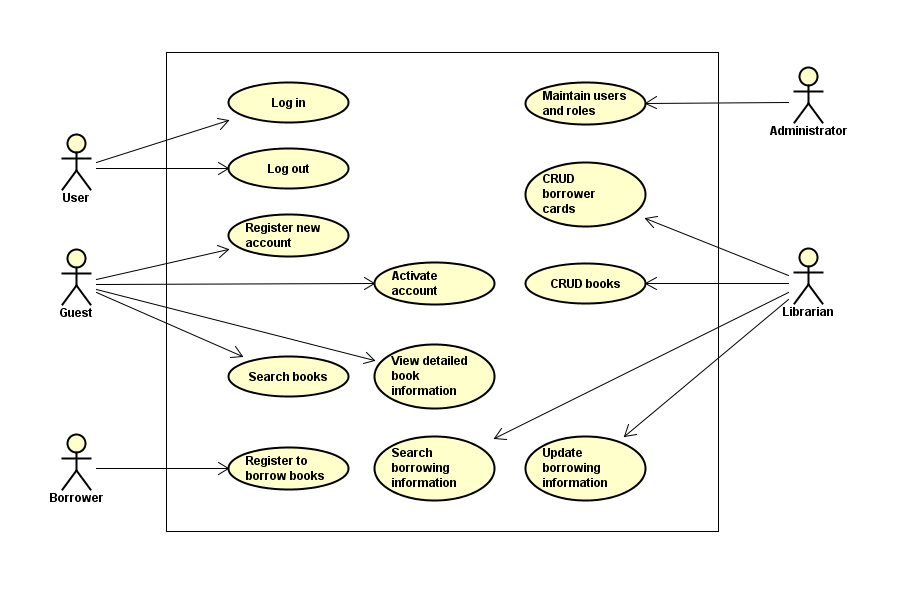 Log in
Maintain users
and roles
Administrator
Log out
User
CRUD
borrower
cards
Register new
account
Activate
account
CRUD books
Guest
Librarian
Search books
View detailed
book
information
Register to
borrow books
Search
borrowing
information
Update
borrowing
information
Borrower